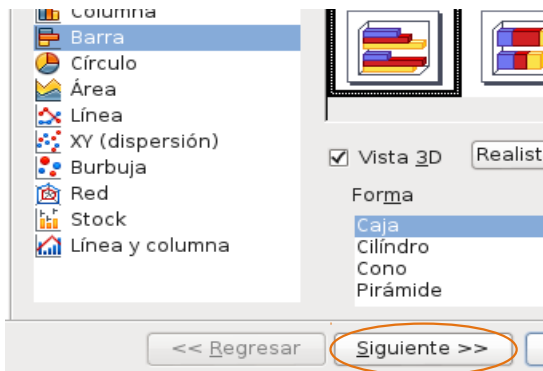 Columna
Barra
Círculo
Área
Línea
XY (dispersión)
Burbuja
Red
Stock
Línea y columna
Vista 3D
Realist
Forma
Caja
Cilíndro
Cono
Pirámide
<< Regresar
Siguiente >>